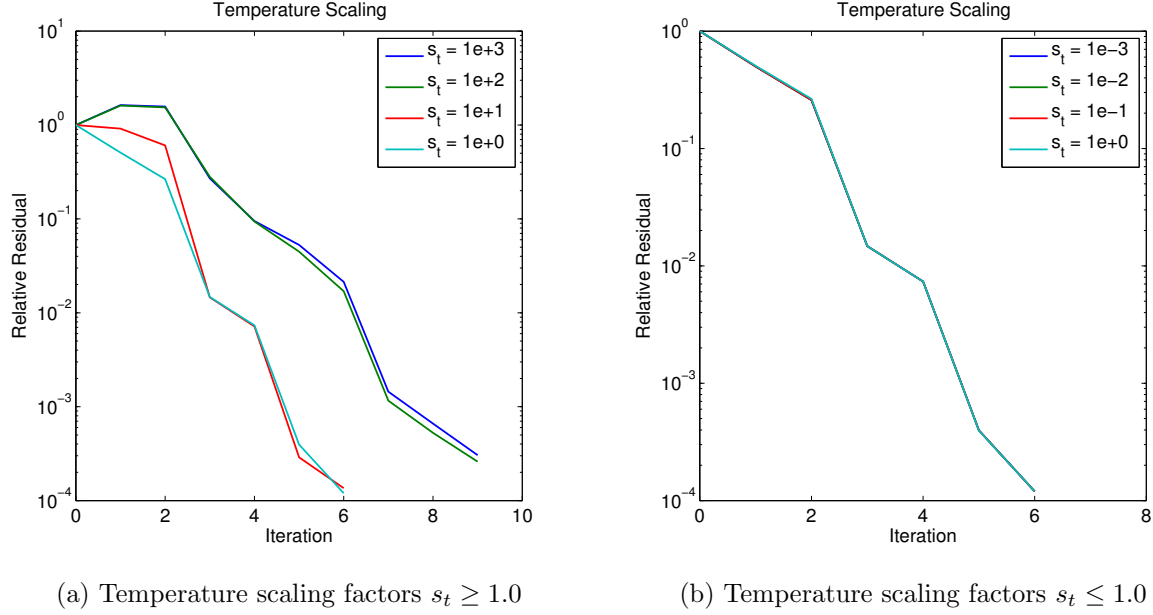 Temperature Scaling
10^1
10^0
10^-1
10^-2
10^-3
10^-4
Relative Residual
s_t = 1e+3
s_t = 1e+2
s_t = 1e+1
s_t = 1e+0
0 2 4 6 8 10
Iteration
(a) Temperature scaling factors s_t ≥ 1.0
Temperature Scaling
10^0
10^-1
10^-2
10^-3
10^-4
Relative Residual
s_t = 1e−3
s_t = 1e−2
s_t = 1e−1
s_t = 1e+0
0 2 4 6 8
Iteration
(b) Temperature scaling factors s_t ≤ 1.0